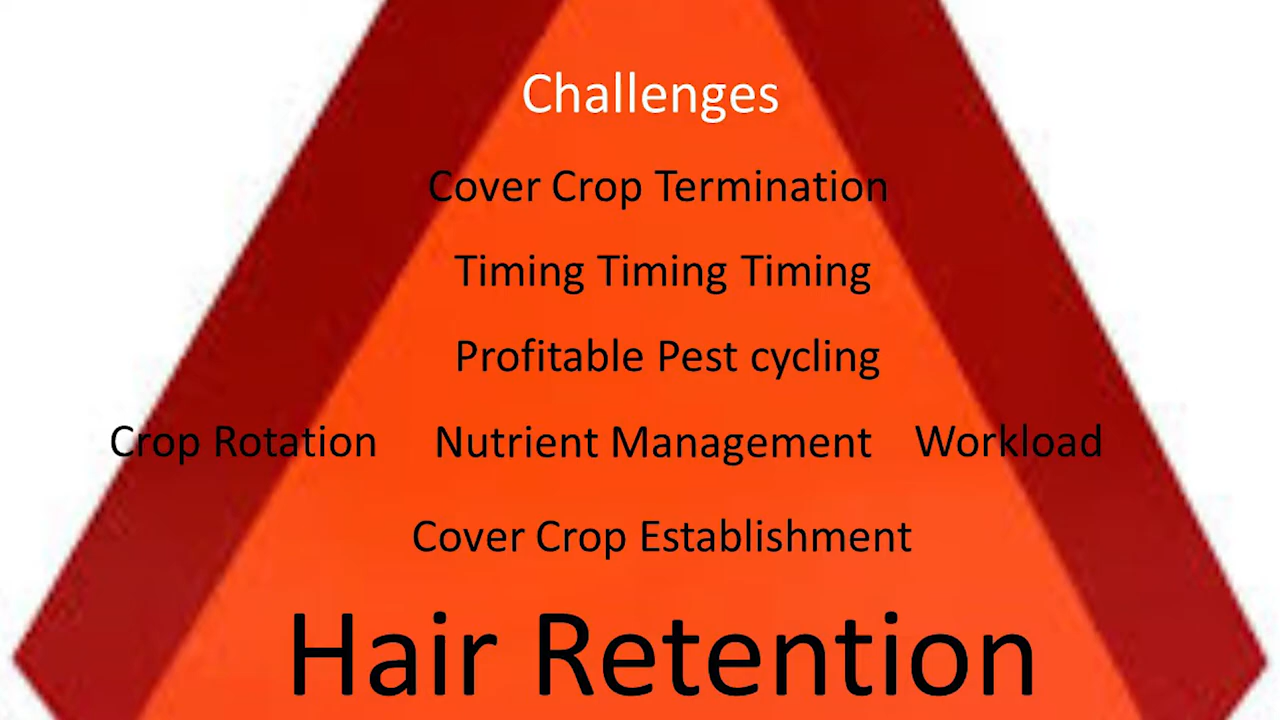 Challenges
Cover Crop Termination
Timing Timing Timing
Profitable Pest cycling
Crop Rotation Nutrient Management Workload
Cover Crop Establishment
Hair Retention